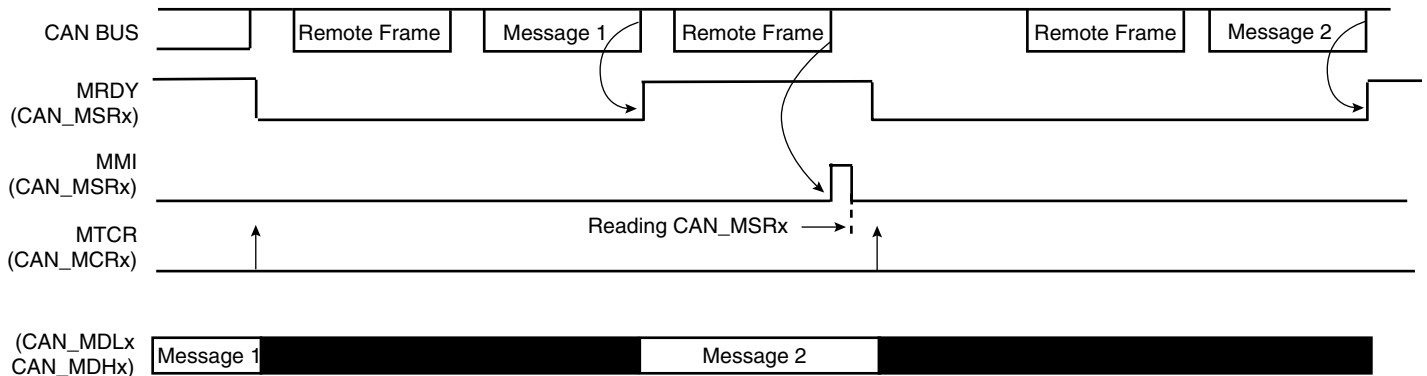 CAN BUS
Remote Frame
Message 1
Remote Frame
Remote Frame
Message 2
MRDY
(CAN_MSRx)
MMI
(CAN_MSRx)
Reading CAN_MSRx
MTCR
(CAN_MCRx)
(CAN_MDLx
CAN_MDHx)
Message 1
Message 2